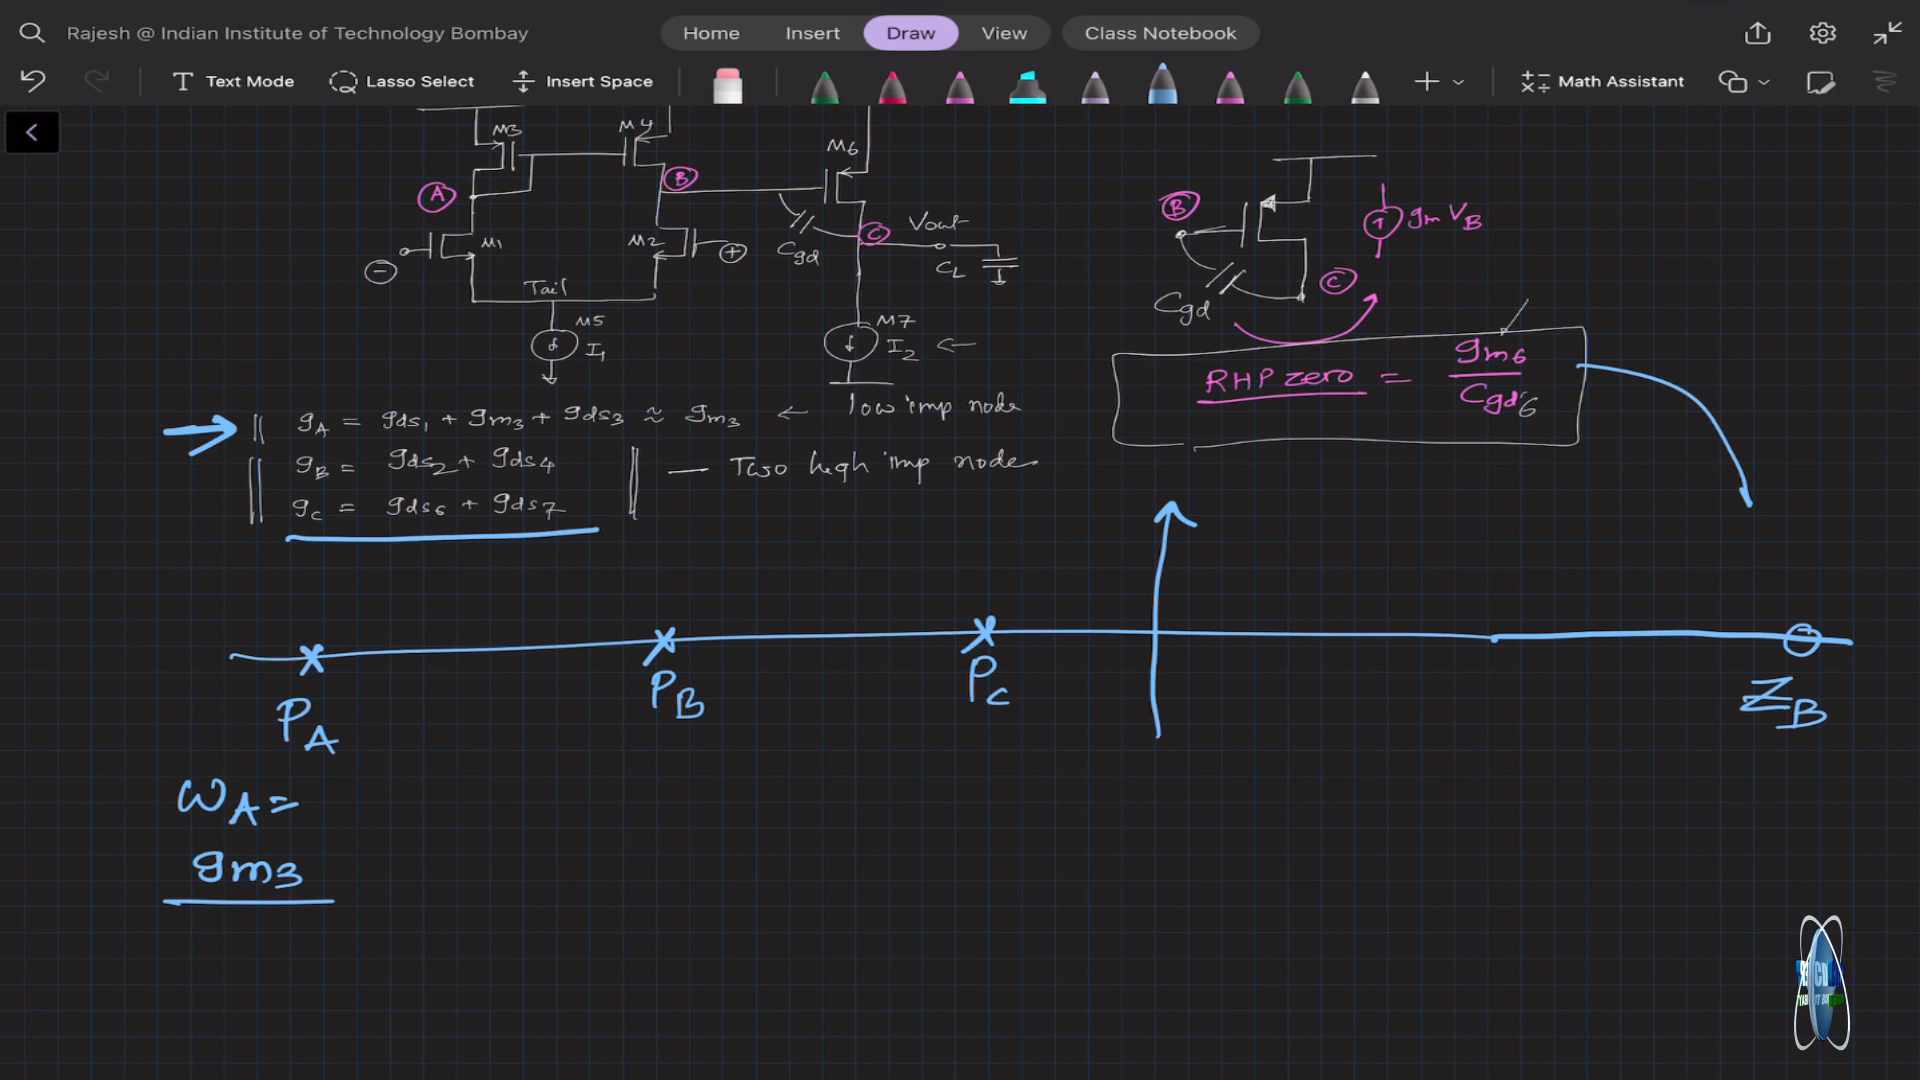 Rajesh @ Indian Institute of Technology Bombay
Home Insert Draw View Class Notebook
Text Mode Lasso Select Insert Space Math Assistant
M3 M4 M6
A B
M1 M2 Cgd C Vout
- + CL
Tail
M5 I1
M7 I2 ←
B gm VB
Cgd C
RHP zero = gm6 / Cgd6
gA = gds1 + gm3 + gds3 ≈ gm3 ← low imp node
gB = gds2 + gds4 — Two high imp nodes
gC = gds6 + gds7
PA PB PC ZB
ωA =
gm3